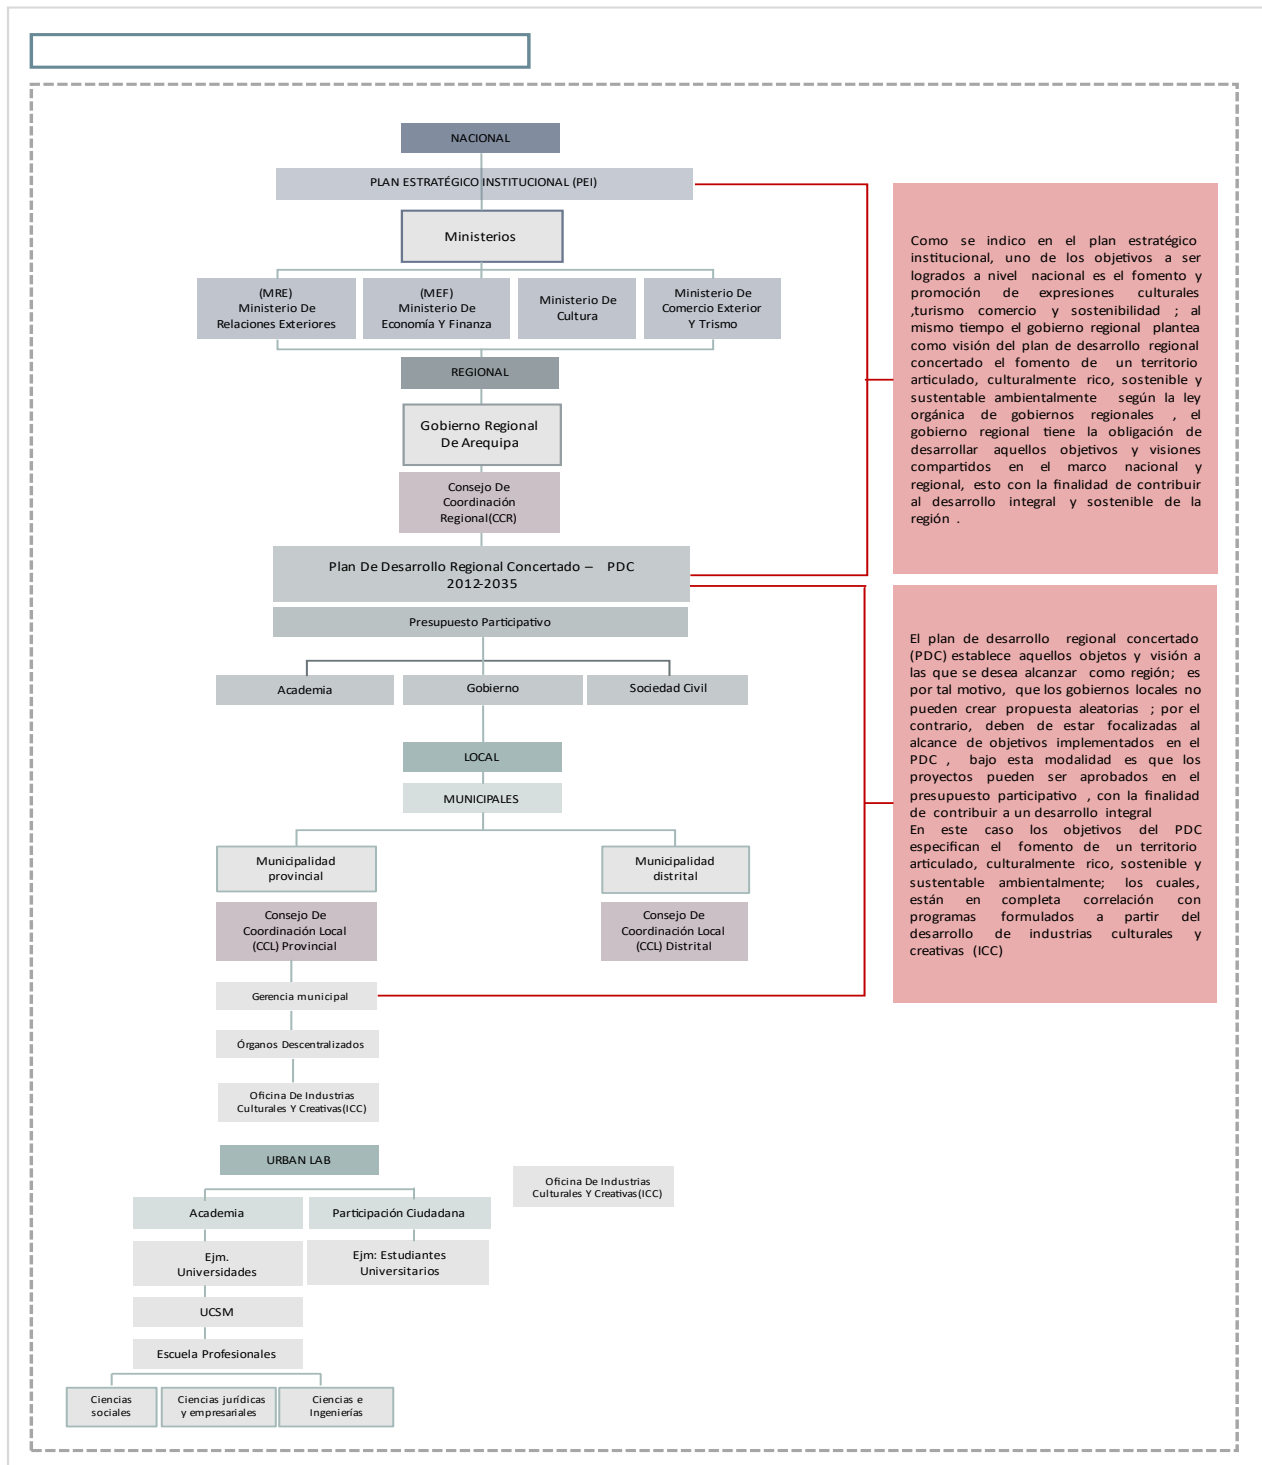 NACIONAL
PLAN ESTRATÉGICO INSTITUCIONAL (PEI)
Ministerios
(MRE)
Ministerio De
Relaciones Exteriores
(MEF)
Ministerio De
Economía Y Finanza
Ministerio De
Cultura
Ministerio De
Comercio Exterior
Y Trismo
REGIONAL
Gobierno Regional
De Arequipa
Consejo De
Coordinación
Regional(CCR)
Plan De Desarrollo Regional Concertado – PDC
2012-2035
Presupuesto Participativo
Academia
Gobierno
Sociedad Civil
LOCAL
MUNICIPALES
Municipalidad
provincial
Municipalidad
distrital
Consejo De
Coordinación Local
(CCL) Provincial
Consejo De
Coordinación Local
(CCL) Distrital
Gerencia municipal
Órganos Descentralizados
Oficina De Industrias
Culturales Y Creativas(ICC)
URBAN LAB
Oficina De Industrias
Culturales Y Creativas(ICC)
Academia
Participación Ciudadana
Ejm.
Universidades
Ejm: Estudiantes
Universitarios
UCSM
Escuela Profesionales
Ciencias
sociales
Ciencias jurídicas
y empresariales
Ciencias e
Ingenierías
Como se indico en el plan estratégico
institucional, uno de los objetivos a ser
logrados a nivel nacional es el fomento y
promoción de expresiones culturales
,turismo comercio y sostenibilidad ; al
mismo tiempo el gobierno regional plantea
como visión del plan de desarrollo regional
concertado el fomento de un territorio
articulado, culturalmente rico, sostenible y
sustentable ambientalmente según la ley
orgánica de gobiernos regionales , el
gobierno regional tiene la obligación de
desarrollar aquellos objetivos y visiones
compartidos en el marco nacional y
regional, esto con la finalidad de contribuir
al desarrollo integral y sostenible de la
región .
El plan de desarrollo regional concertado
(PDC) establece aquellos objetos y visión a
las que se desea alcanzar como región; es
por tal motivo, que los gobiernos locales no
pueden crear propuesta aleatorias ; por el
contrario, deben de estar focalizadas al
alcance de objetivos implementados en el
PDC , bajo esta modalidad es que los
proyectos pueden ser aprobados en el
presupuesto participativo , con la finalidad
de contribuir a un desarrollo integral
En este caso los objetivos del PDC
especifican el fomento de un territorio
articulado, culturalmente rico, sostenible y
sustentable ambientalmente; los cuales,
están en completa correlación con
programas formulados a partir del
desarrollo de industrias culturales y
creativas (ICC)